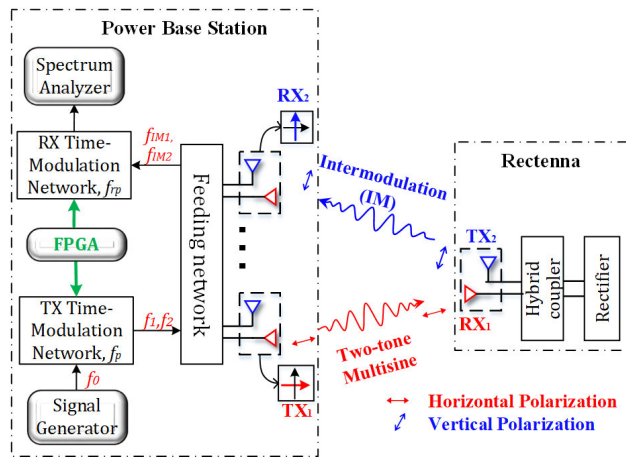 Power Base Station
Spectrum
Analyzer
RX Time-
Modulation
Network, frp
fIM1,
fIM2
FPGA
TX Time-
Modulation
Network, fp
f1,f2
f0
Signal
Generator
Feeding network
RX2
TX1
Intermodulation
(IM)
Two-tone
Multisine
Rectenna
TX2
RX1
Hybrid
coupler
Rectifier
Horizontal Polarization
Vertical Polarization